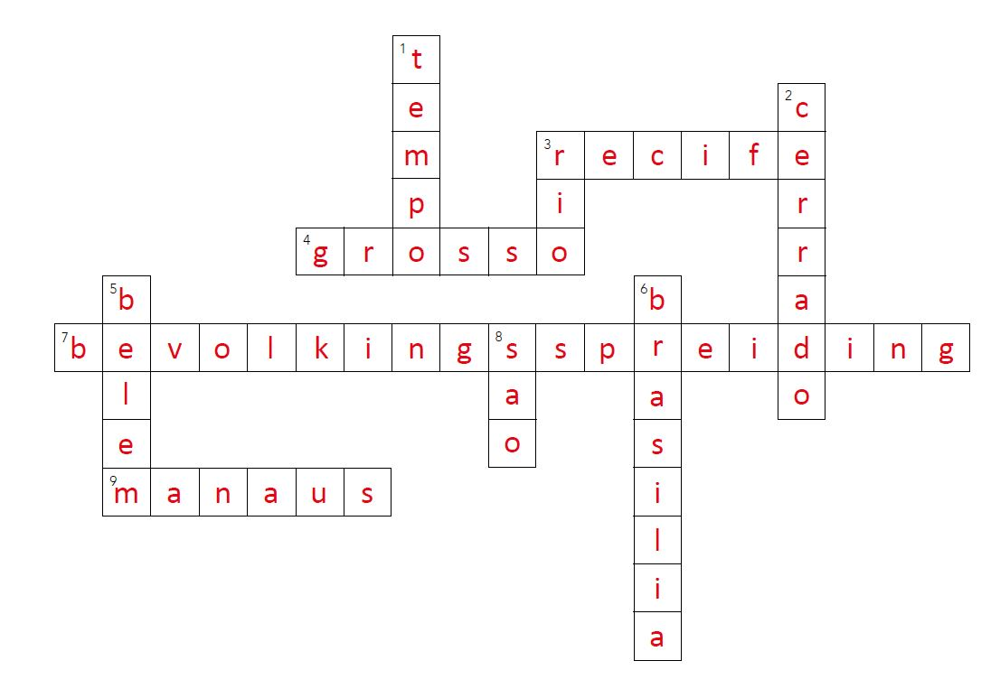 1 t
e 2 c
m 3 r e c i f e
p i r
4 g r o s s o r
5 b 6 b a
7 b e v o l k i n g 8 s s p r e i d i n g
l a a o
e o s
9 m a n a u s i
l
i
a